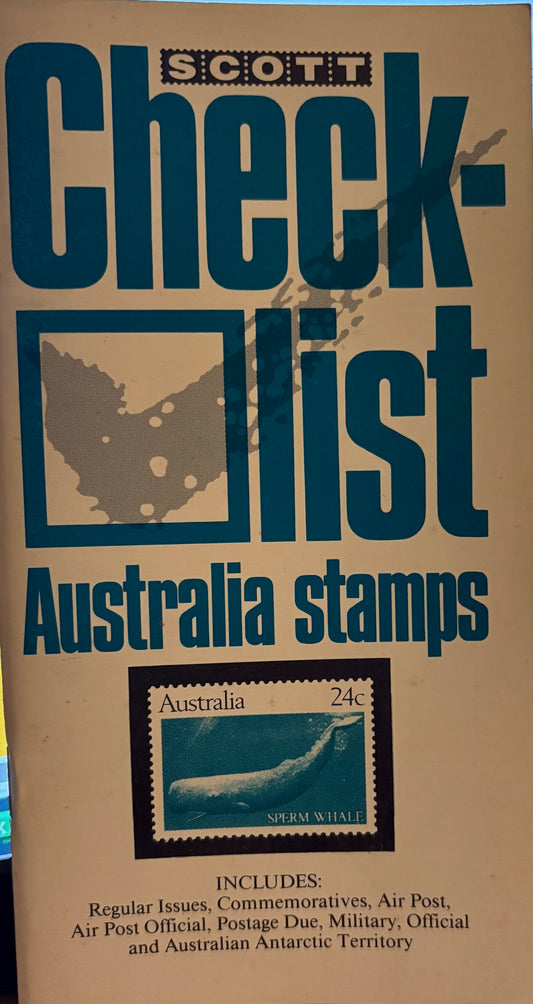 SCOTT
Check-
list
Australia stamps
Australia 24c
SPERM WHALE
INCLUDES:
Regular Issues, Commemoratives, Air Post,
Air Post Official, Postage Due, Military, Official
and Australian Antarctic Territory